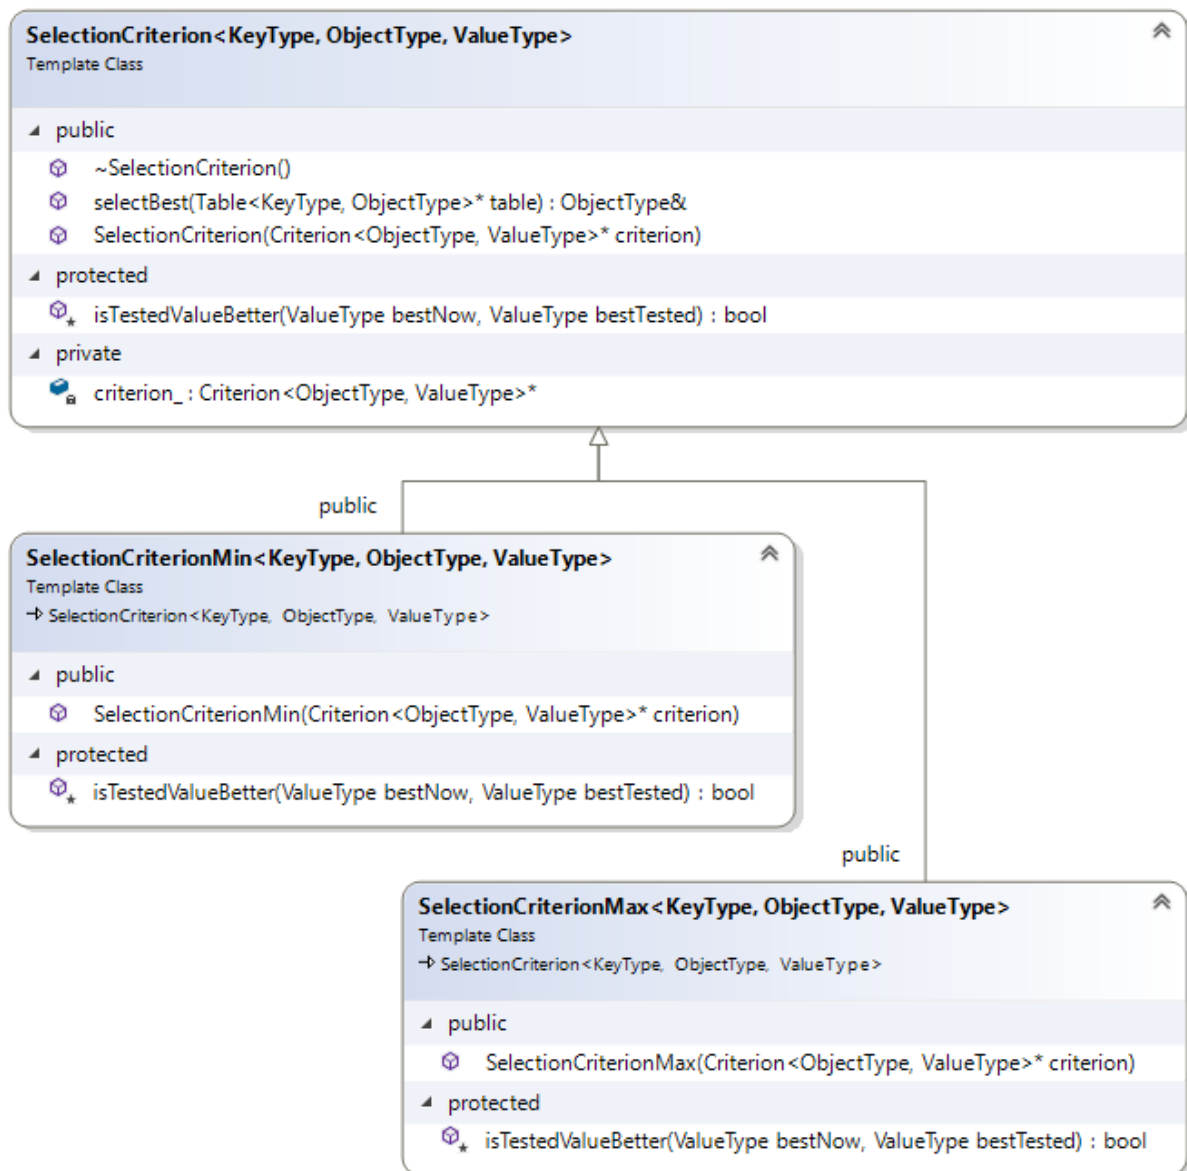 SelectionCriterion<KeyType, ObjectType, ValueType>
Template Class
public
~SelectionCriterion()
selectBest(Table<KeyType, ObjectType>* table) : ObjectType&
SelectionCriterion(Criterion<ObjectType, ValueType>* criterion)
protected
isTestedValueBetter(ValueType bestNow, ValueType bestTested) : bool
private
criterion_ : Criterion<ObjectType, ValueType>*
public
SelectionCriterionMin<KeyType, ObjectType, ValueType>
Template Class
SelectionCriterion<KeyType, ObjectType, ValueType>
public
SelectionCriterionMin(Criterion<ObjectType, ValueType>* criterion)
protected
isTestedValueBetter(ValueType bestNow, ValueType bestTested) : bool
public
SelectionCriterionMax<KeyType, ObjectType, ValueType>
Template Class
SelectionCriterion<KeyType, ObjectType, ValueType>
public
SelectionCriterionMax(Criterion<ObjectType, ValueType>* criterion)
protected
isTestedValueBetter(ValueType bestNow, ValueType bestTested) : bool